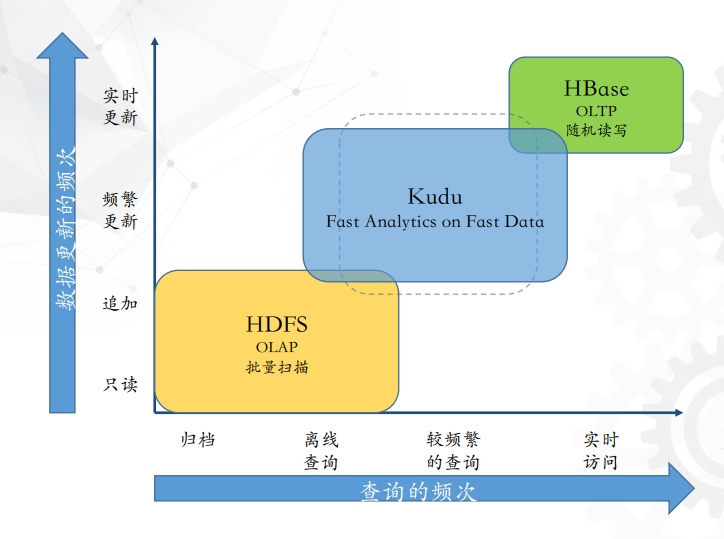 数据更新的频次
实时
更新
频繁
更新
追加
只读
HBase
OLTP
随机读写
Kudu
Fast Analytics on Fast Data
HDFS
OLAP
批量扫描
归档
离线
查询
较频繁
的查询
实时
访问
查询的频次